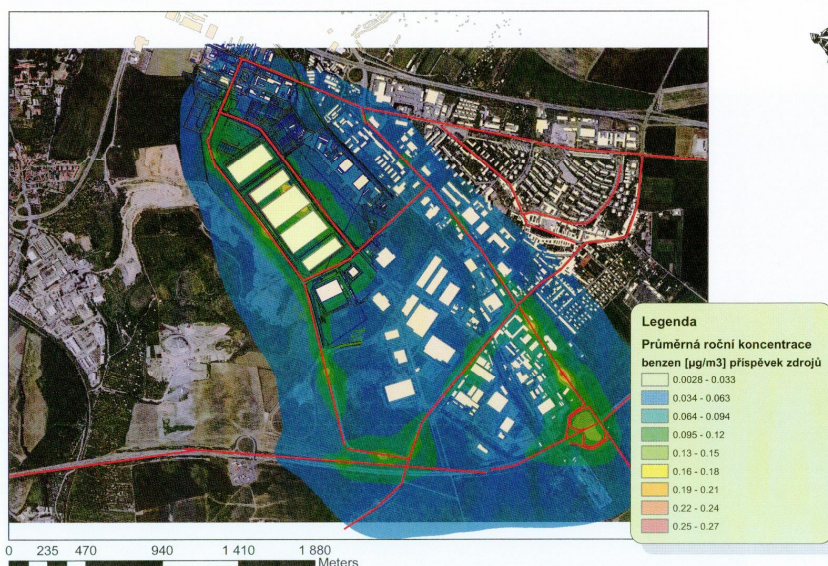 Legenda
Průměrná roční koncentrace
benzen [µg/m3] příspěvek zdrojů
0.0028 - 0.033
0.034 - 0.063
0.064 - 0.094
0.095 - 0.12
0.13 - 0.15
0.16 - 0.18
0.19 - 0.21
0.22 - 0.24
0.25 - 0.27
0 235 470 940 1 410 1 880
Meters